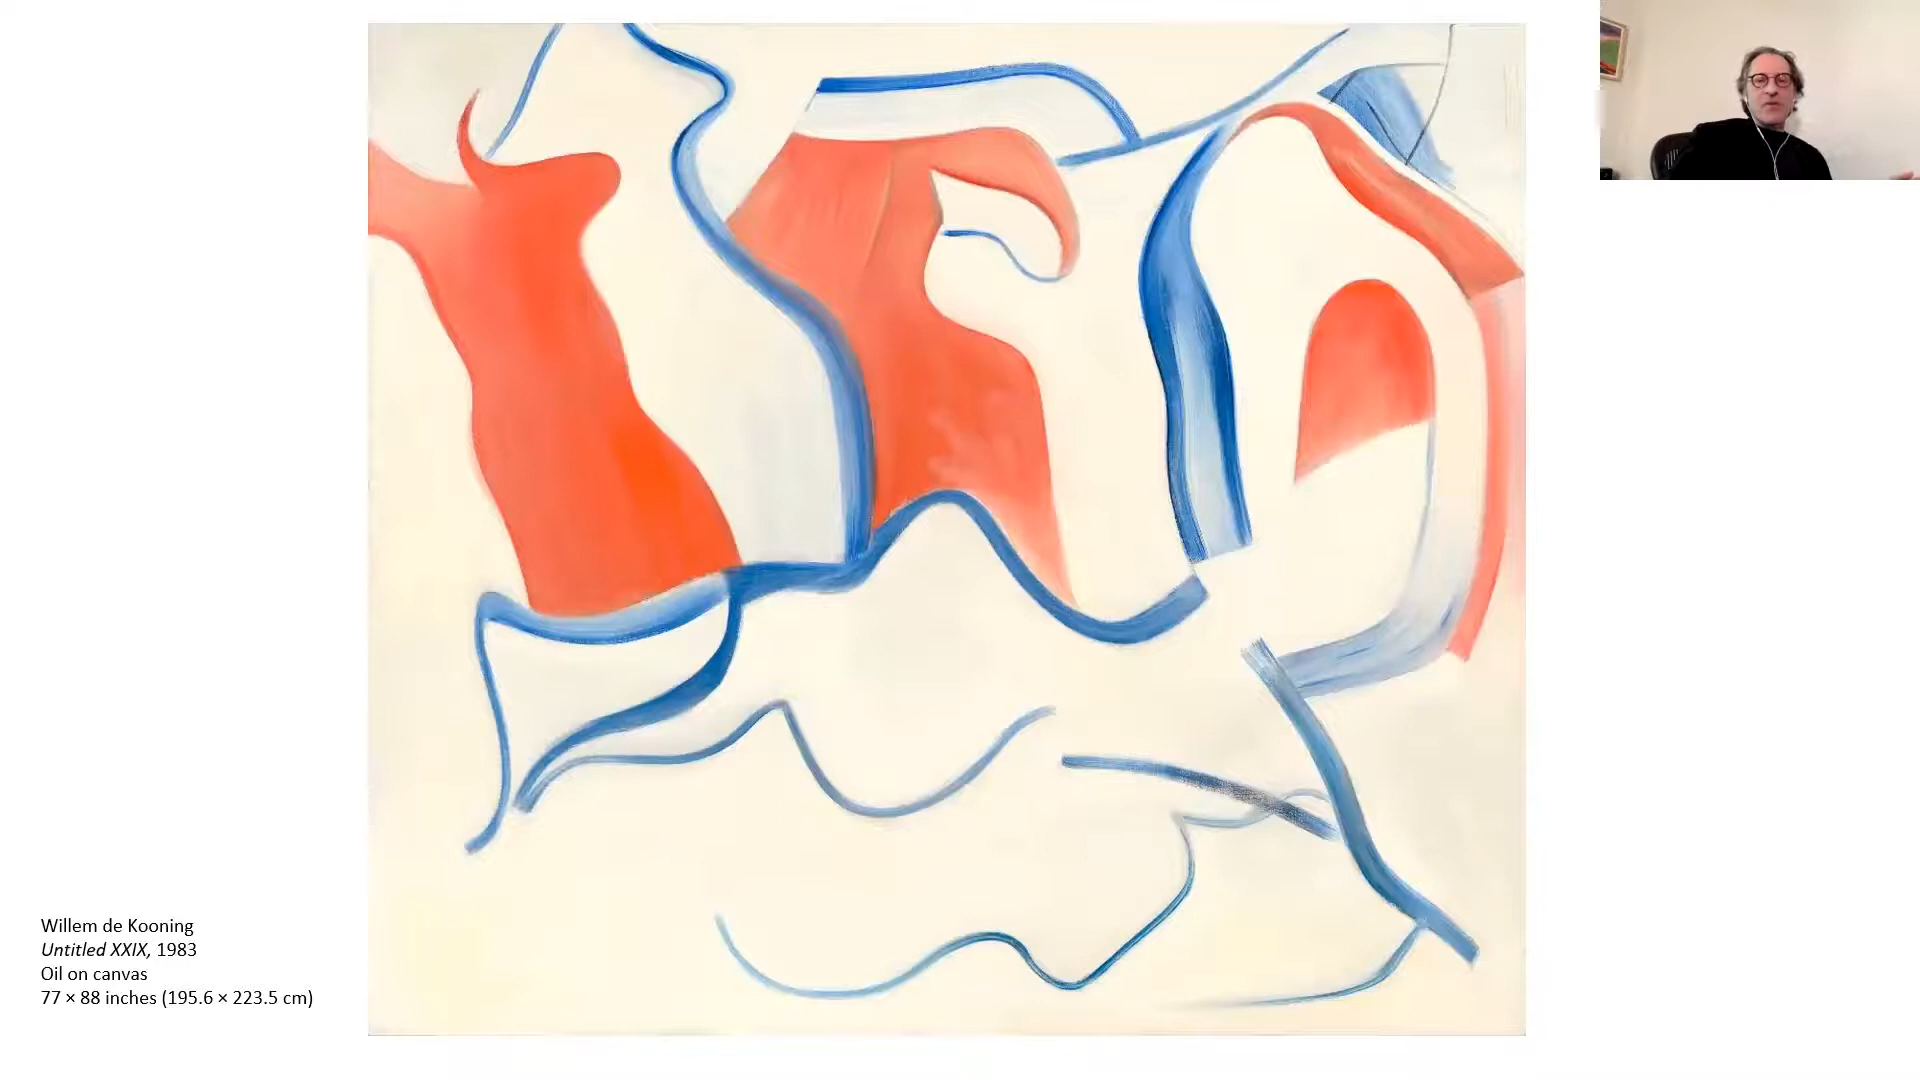 Willem de Kooning
Untitled XXIX, 1983
Oil on canvas
77 × 88 inches (195.6 × 223.5 cm)